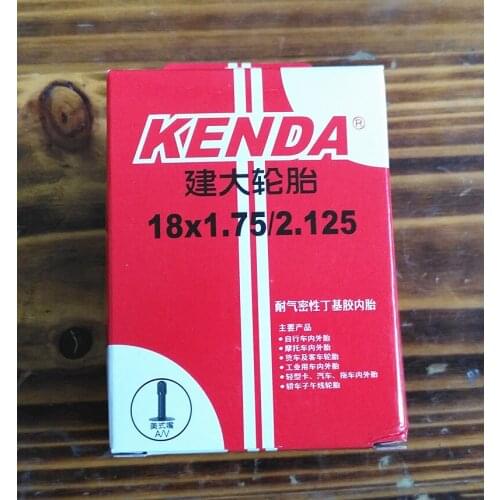 KENDA®
建大轮胎
18x1.75/2.125
耐气密性丁基胶内胎
主要产品
•自行车内外胎
•摩托车内外胎
•货车及客车轮胎
•工业用车内外胎
•轻型卡、汽车、拖车内外胎
•轿车子午线轮胎
美式嘴
A/V